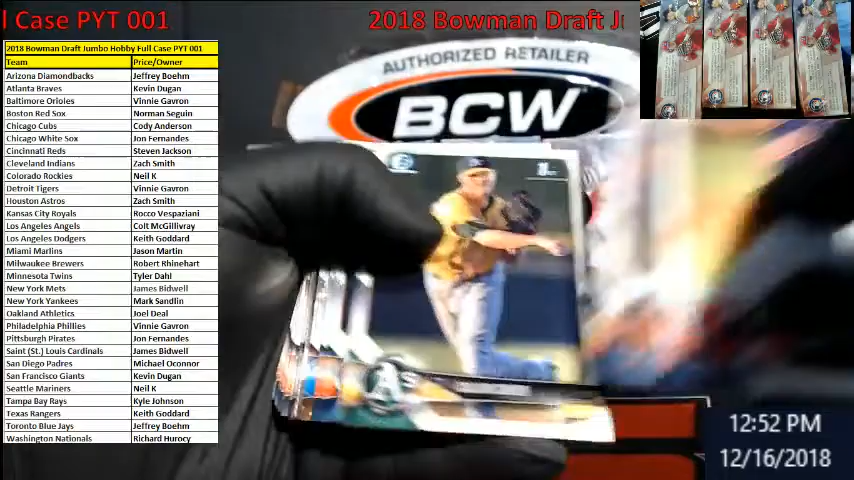 l Case PYT 001
2018 Bowman Draft J
2018 Bowman Draft Jumbo Hobby Full Case PYT 001
Team Price/Owner
Arizona Diamondbacks Jeffrey Boehm
Atlanta Braves Kevin Dugan
Baltimore Orioles Vinnie Gavron
Boston Red Sox Norman Seguin
Chicago Cubs Cody Anderson
Chicago White Sox Jon Fernandes
Cincinnati Reds Steven Jackson
Cleveland Indians Zach Smith
Colorado Rockies Neil K
Detroit Tigers Vinnie Gavron
Houston Astros Zach Smith
Kansas City Royals Rocco Vespaziani
Los Angeles Angels Colt McGillivray
Los Angeles Dodgers Keith Goddard
Miami Marlins Jason Martin
Milwaukee Brewers Robert Rhinehart
Minnesota Twins Tyler Dahl
New York Mets James Bidwell
New York Yankees Mark Sandlin
Oakland Athletics Joel Deal
Philadelphia Phillies Vinnie Gavron
Pittsburgh Pirates Jon Fernandes
Saint (St.) Louis Cardinals James Bidwell
San Diego Padres Michael Oconnor
San Francisco Giants Kevin Dugan
Seattle Mariners Neil K
Tampa Bay Rays Kyle Johnson
Texas Rangers Keith Goddard
Toronto Blue Jays Jeffrey Boehm
Washington Nationals Richard Hurocy
AUTHORIZED RETAILER
BCW
A's
12:52 PM
12/16/2018